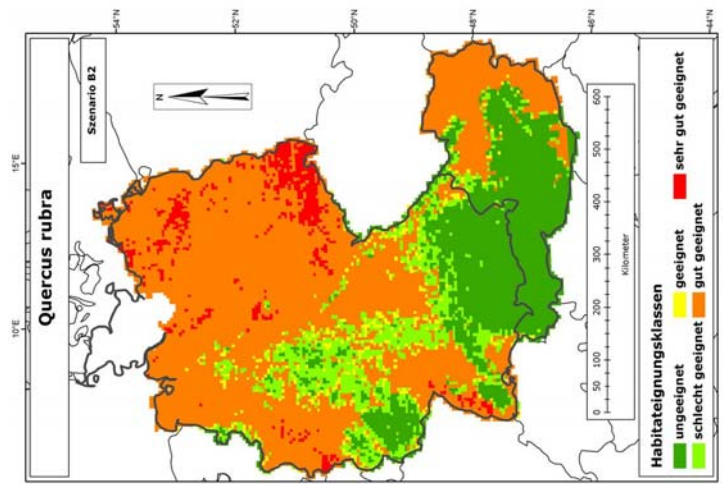 Quercus rubra
Szenario B2
N
10°E
15°E
54°N
52°N
50°N
48°N
46°N
44°N
0 50 100 200 300 400 500 600
Kilometer
Habitateignungsklassen
ungeeignet
geeignet
sehr gut geeignet
schlecht geeignet
gut geeignet